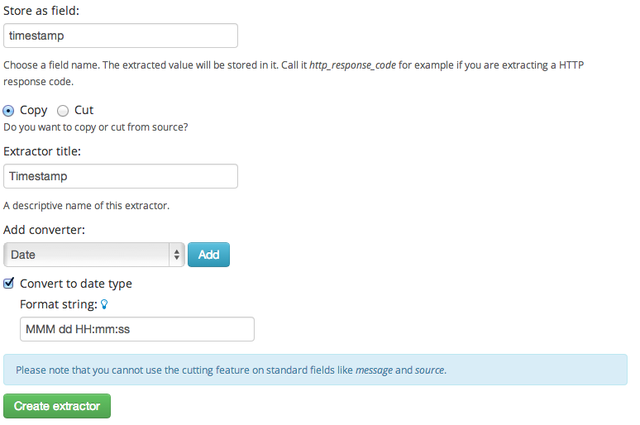 Store as field:
timestamp
Choose a field name. The extracted value will be stored in it. Call it http_response_code for example if you are extracting a HTTP
response code.
Copy Cut
Do you want to copy or cut from source?
Extractor title:
Timestamp
A descriptive name of this extractor.
Add converter:
Date Add
Convert to date type
Format string:
MMM dd HH:mm:ss
Please note that you cannot use the cutting feature on standard fields like message and source.
Create extractor